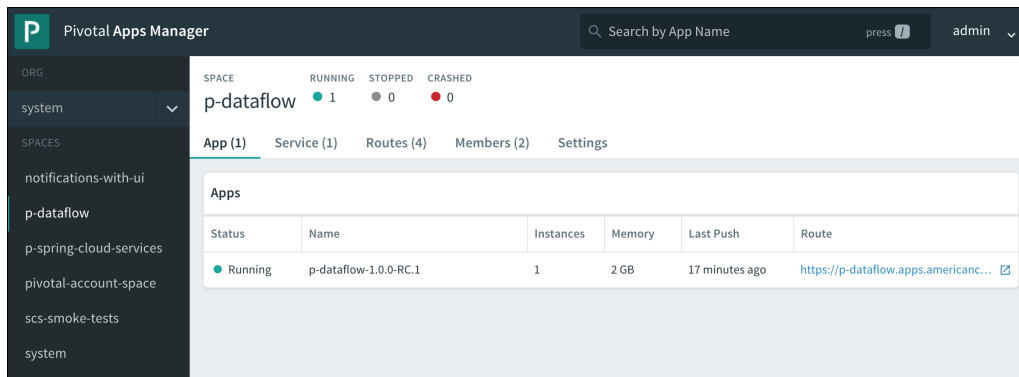 P Pivotal Apps Manager Search by App Name press / admin
ORG
system
SPACES
notifications-with-ui
p-dataflow
p-spring-cloud-services
pivotal-account-space
scs-smoke-tests
system
SPACE RUNNING STOPPED CRASHED
p-dataflow 1 0 0
App (1) Service (1) Routes (4) Members (2) Settings
Apps
Status Name Instances Memory Last Push Route
Running p-dataflow-1.0.0-RC.1 1 2 GB 17 minutes ago https://p-dataflow.apps.americanc...